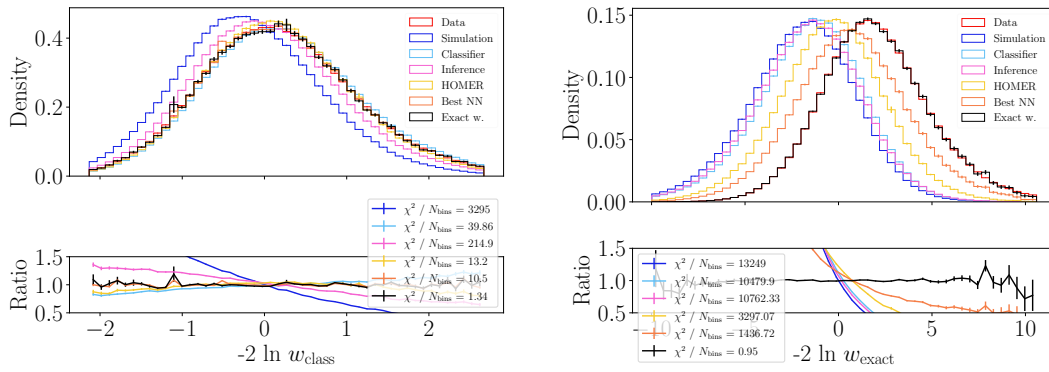 Density
0.4
0.2
0.0
Data
Simulation
Classifier
Inference
HOMER
Best NN
Exact w.
χ² / N_bins = 3295
χ² / N_bins = 39.86
χ² / N_bins = 214.9
χ² / N_bins = 13.2
χ² / N_bins = 10.5
χ² / N_bins = 1.34
Ratio
1.5
1.0
0.5
−2 −1 0 1 2
-2 ln w_class
Density
0.15
0.10
0.05
0.00
Data
Simulation
Classifier
Inference
HOMER
Best NN
Exact w.
χ² / N_bins = 13249
χ² / N_bins = 10479.9
χ² / N_bins = 10762.33
χ² / N_bins = 3297.07
χ² / N_bins = 1436.72
χ² / N_bins = 0.95
Ratio
1.5
1.0
0.5
−10 −5 0 5 10
-2 ln w_exact